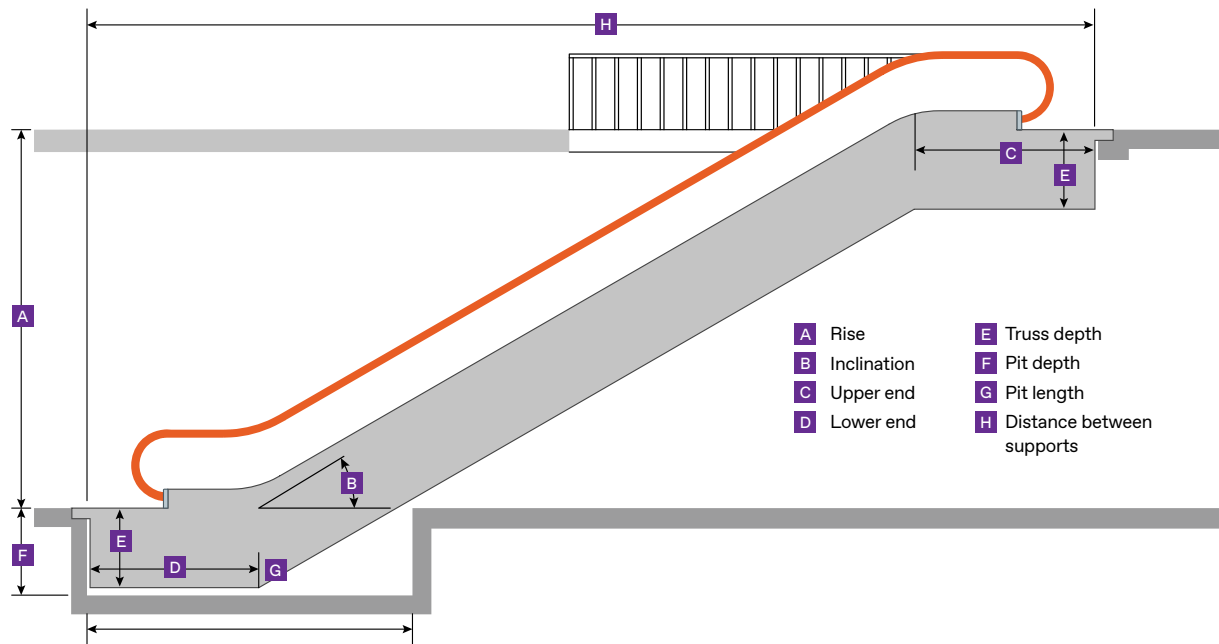 H
C
E
A
A Rise
B Inclination
C Upper end
D Lower end
E Truss depth
F Pit depth
G Pit length
H Distance between
supports
B
E
F
D
G